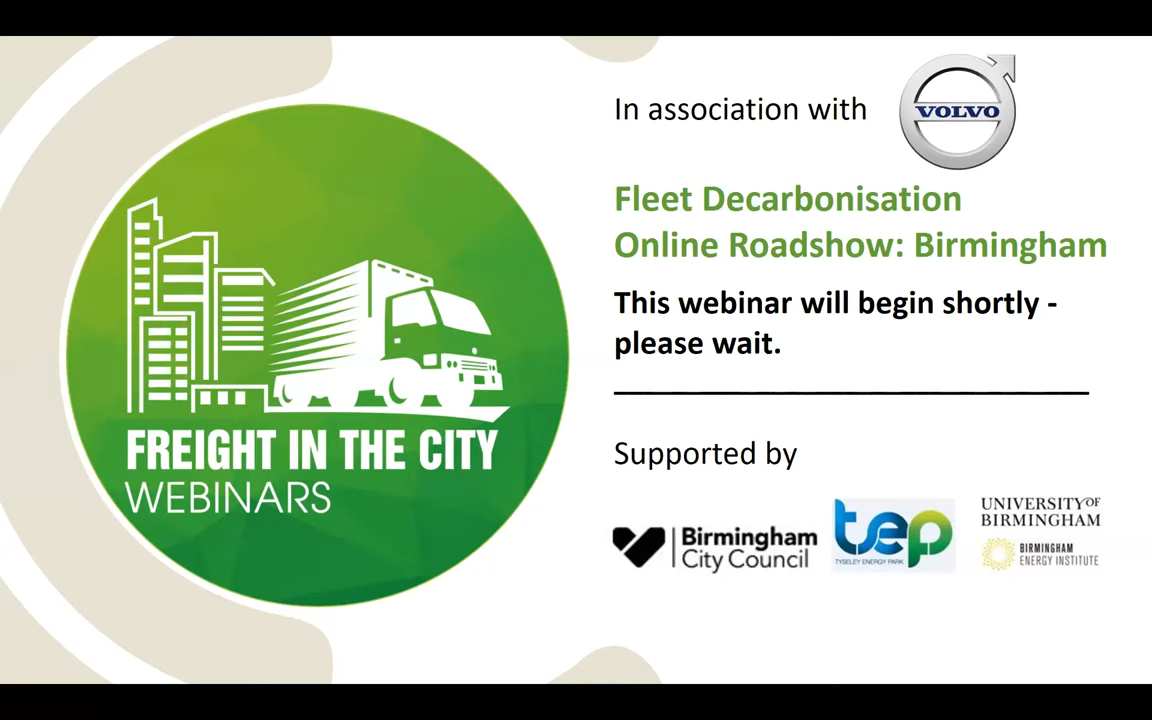 In association with
VOLVO
Fleet Decarbonisation
Online Roadshow: Birmingham
This webinar will begin shortly -
please wait.
FREIGHT IN THE CITY
WEBINARS
Supported by
Birmingham
City Council
tep
TYSELEY ENERGY PARK
UNIVERSITY OF
BIRMINGHAM
BIRMINGHAM
ENERGY INSTITUTE